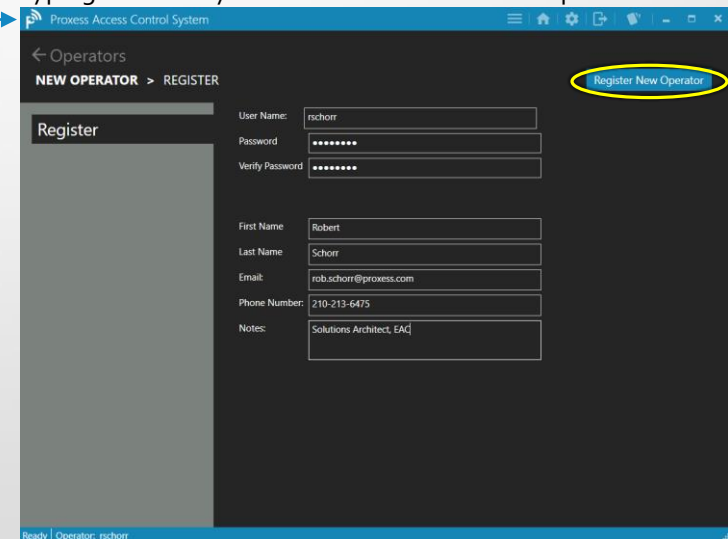 Proxess Access Control System
Operators
NEW OPERATOR > REGISTER
Register New Operator
Register
User Name: rschorr
Password ●●●●●●●●
Verify Password ●●●●●●●●
First Name Robert
Last Name Schorr
Email: rob.schorr@proxess.com
Phone Number: 210-213-6475
Notes: Solutions Architect, EAC
Ready Operator: rschorr